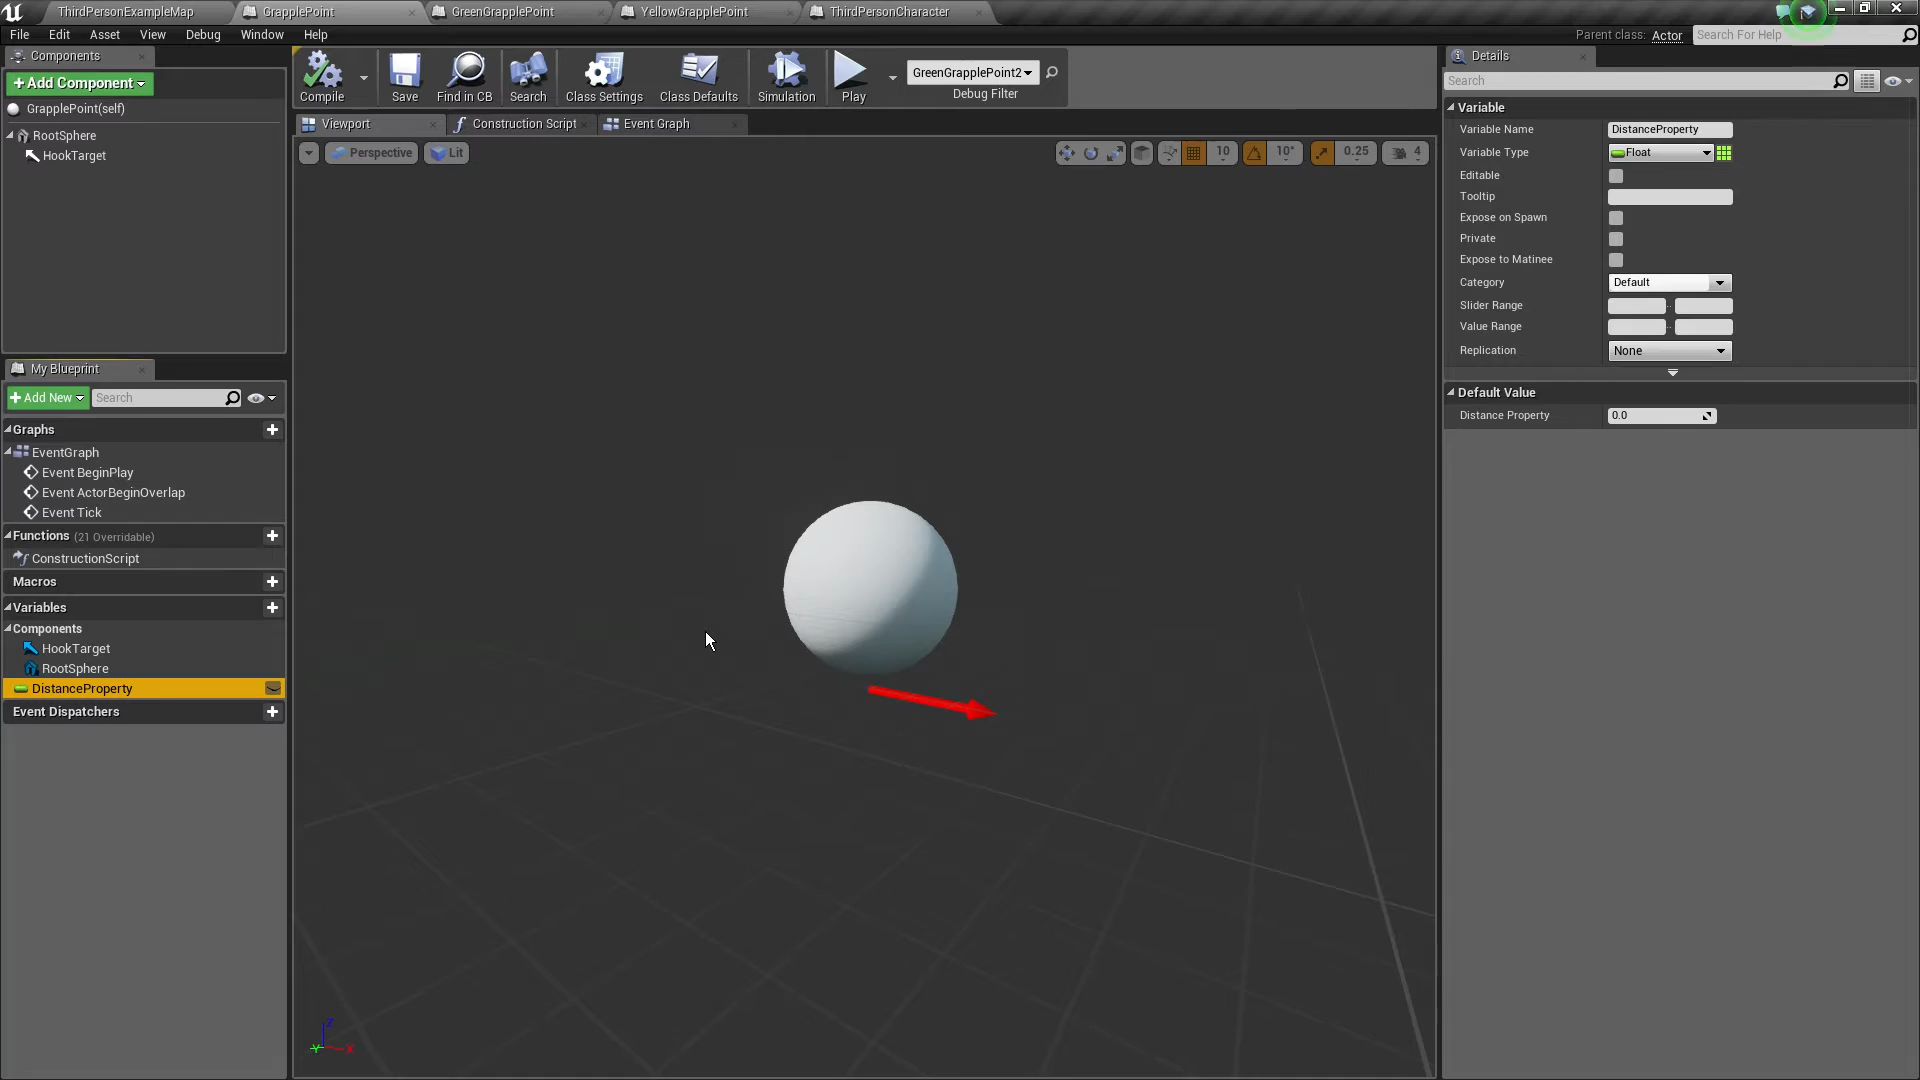 ThirdPersonExampleMap
GrapplePoint
GreenGrapplePoint
YellowGrapplePoint
ThirdPersonCharacter
File Edit Asset View Debug Window Help
Parent class: Actor
Search For Help
Components
+Add Component
GrapplePoint(self)
RootSphere
HookTarget
Compile
Save
Find in CB
Search
Class Settings
Class Defaults
Simulation
Play
GreenGrapplePoint2
Debug Filter
Viewport
Construction Script
Event Graph
Perspective
Lit
10
10°
0.25
4
Z
Y
X
My Blueprint
+Add New
Search
Graphs
EventGraph
Event BeginPlay
Event ActorBeginOverlap
Event Tick
Functions (21 Overridable)
ConstructionScript
Macros
Variables
Components
HookTarget
RootSphere
DistanceProperty
Event Dispatchers
Details
Search
Variable
Variable Name DistanceProperty
Variable Type Float
Editable
Tooltip
Expose on Spawn
Private
Expose to Matinee
Category Default
Slider Range
Value Range
Replication None
Default Value
Distance Property 0.0